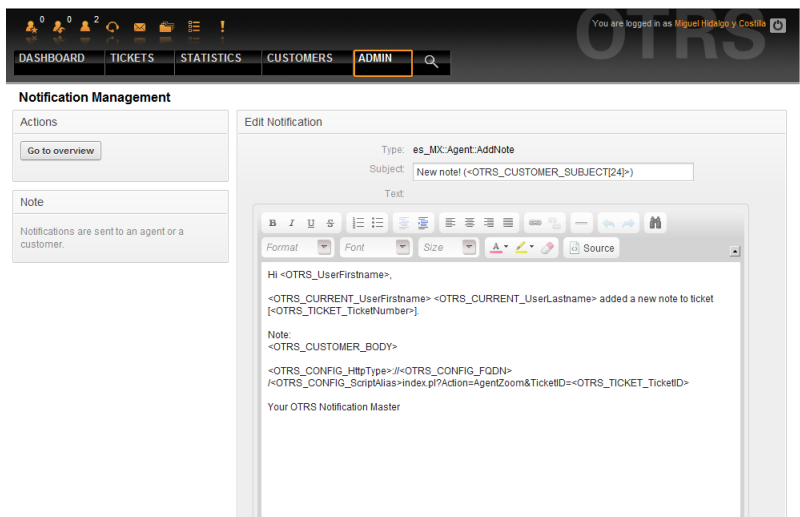 0 0 2
You are logged in as Miguel Hidalgo y Costilla
OTRS
DASHBOARD TICKETS STATISTICS CUSTOMERS ADMIN
Notification Management
Actions
Go to overview
Note
Notifications are sent to an agent or a
customer.
Edit Notification
Type: es_MX::Agent::AddNote
Subject: New note! (<OTRS_CUSTOMER_SUBJECT[24]>)
Text:
B I U S
Format Font Size A Source
Hi <OTRS_UserFirstname>,
<OTRS_CURRENT_UserFirstname> <OTRS_CURRENT_UserLastname> added a new note to ticket
[<OTRS_TICKET_TicketNumber>].
Note:
<OTRS_CUSTOMER_BODY>
<OTRS_CONFIG_HttpType>://<OTRS_CONFIG_FQDN>
/<OTRS_CONFIG_ScriptAlias>index.pl?Action=AgentZoom&TicketID=<OTRS_TICKET_TicketID>
Your OTRS Notification Master